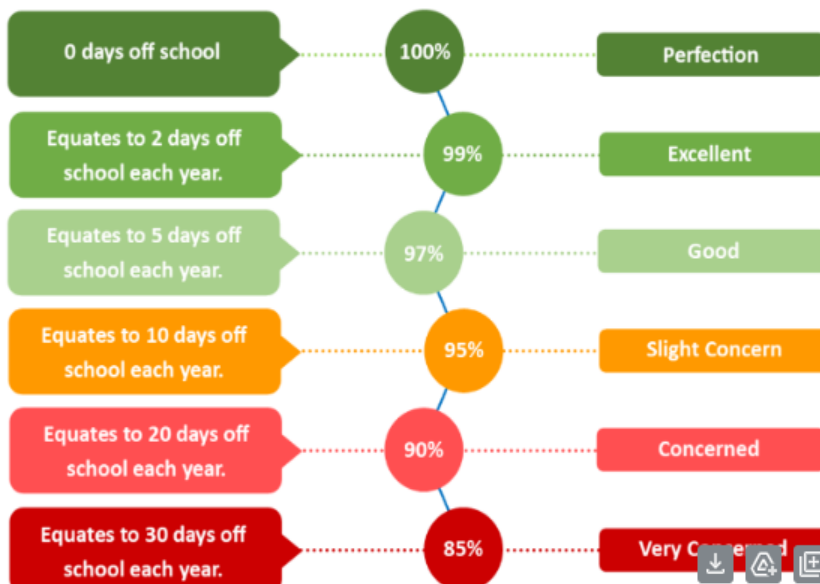 0 days off school
100%
Perfection
Equates to 2 days off
school each year.
99%
Excellent
Equates to 5 days off
school each year.
97%
Good
Equates to 10 days off
school each year.
95%
Slight Concern
Equates to 20 days off
school each year.
90%
Concerned
Equates to 30 days off
school each year.
85%
Very Concerned